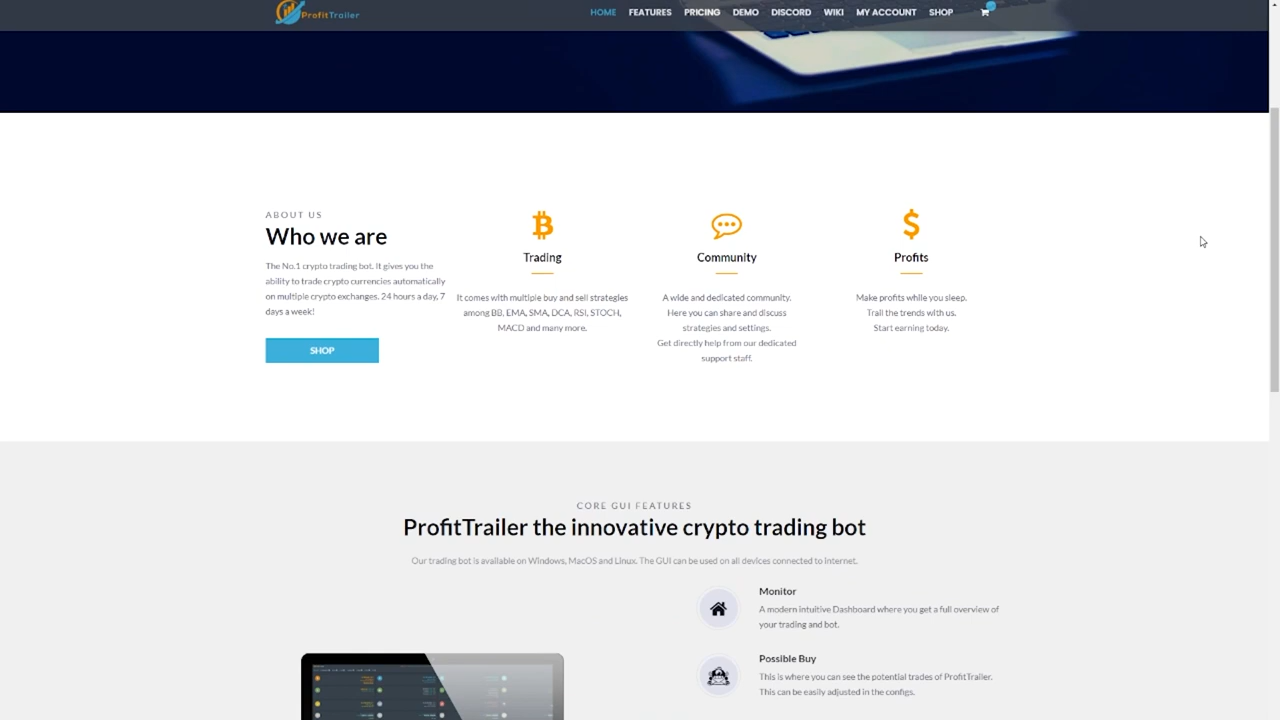 ProfitTrailer
HOME FEATURES PRICING DEMO DISCORD WIKI MY ACCOUNT SHOP
ABOUT US
Who we are
The No.1 crypto trading bot. It gives you the
ability to trade crypto currencies automatically
on multiple crypto exchanges. 24 hours a day, 7
days a week!
SHOP
Trading
It comes with multiple buy and sell strategies
among BB, EMA, SMA, DCA, RSI, STOCH,
MACD and many more.
Community
A wide and dedicated community.
Here you can share and discuss
strategies and settings.
Get directly help from our dedicated
support staff.
Profits
Make profits while you sleep.
Trail the trends with us.
Start earning today.
CORE GUI FEATURES
ProfitTrailer the innovative crypto trading bot
Our trading bot is available on Windows, MacOS and Linux. The GUI can be used on all devices connected to internet.
Monitor
A modern intuitive Dashboard where you get a full overview of
your trading and bot.
Possible Buy
This is where you can see the potential trades of ProfitTrailer.
This can be easily adjusted in the configs.